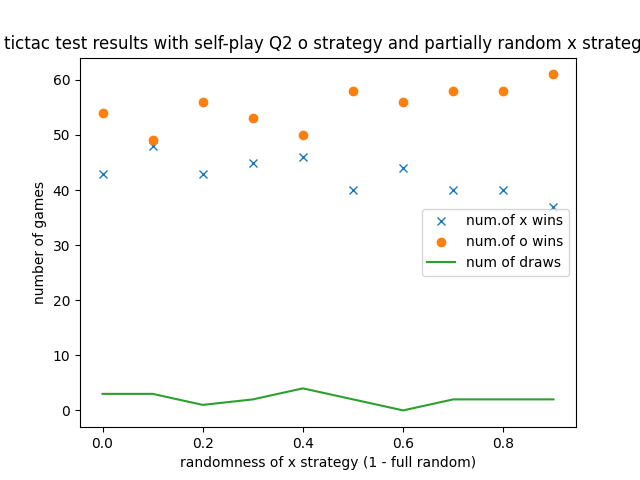 tictac test results with self-play Q2 o strategy and partially random x strateg
60
50
40
30
20
10
0
number of games
num.of x wins
num.of o wins
num of draws
0.0 0.2 0.4 0.6 0.8
randomness of x strategy (1 - full random)